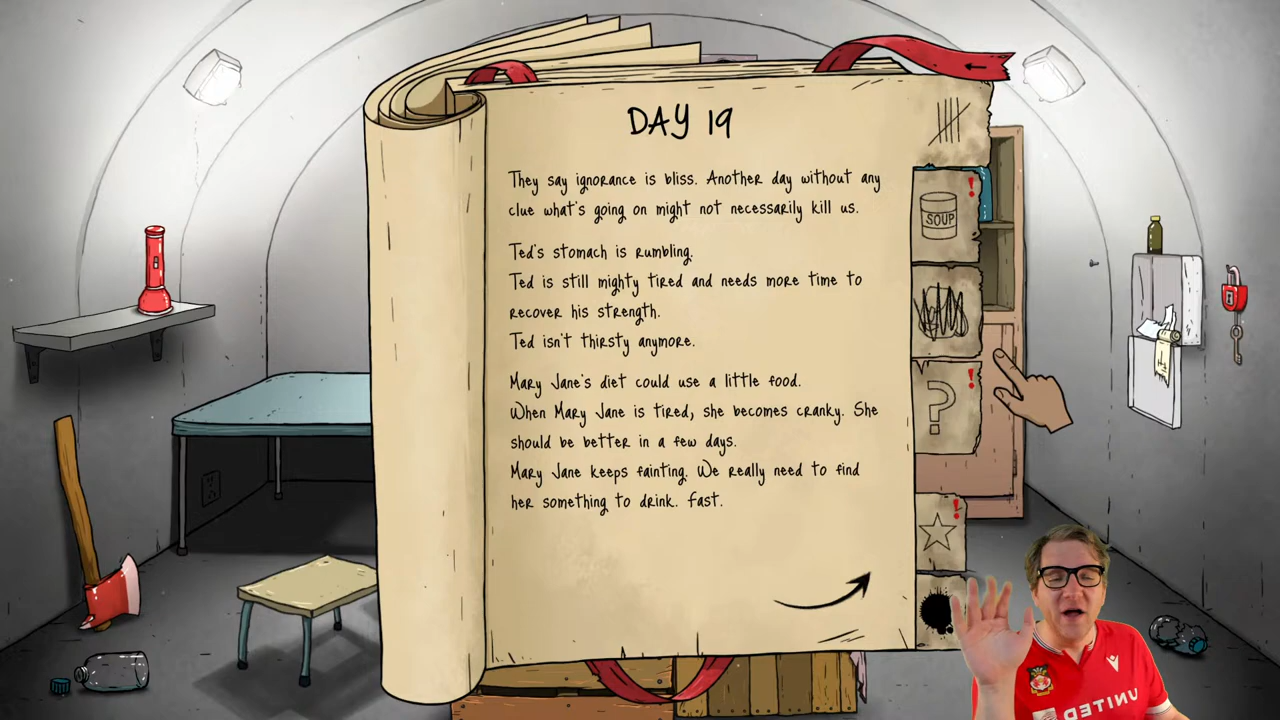 DAY 19
They say ignorance is bliss. Another day without any
clue what's going on might not necessarily kill us.
Ted's stomach is rumbling.
Ted is still mighty tired and needs more time to
recover his strength.
Ted isn't thirsty anymore.
Mary Jane's diet could use a little food.
When Mary Jane is tired, she becomes cranky. She
should be better in a few days.
Mary Jane keeps fainting. We really need to find
her something to drink. Fast.
!
SOUP
!
?
!
UNITED